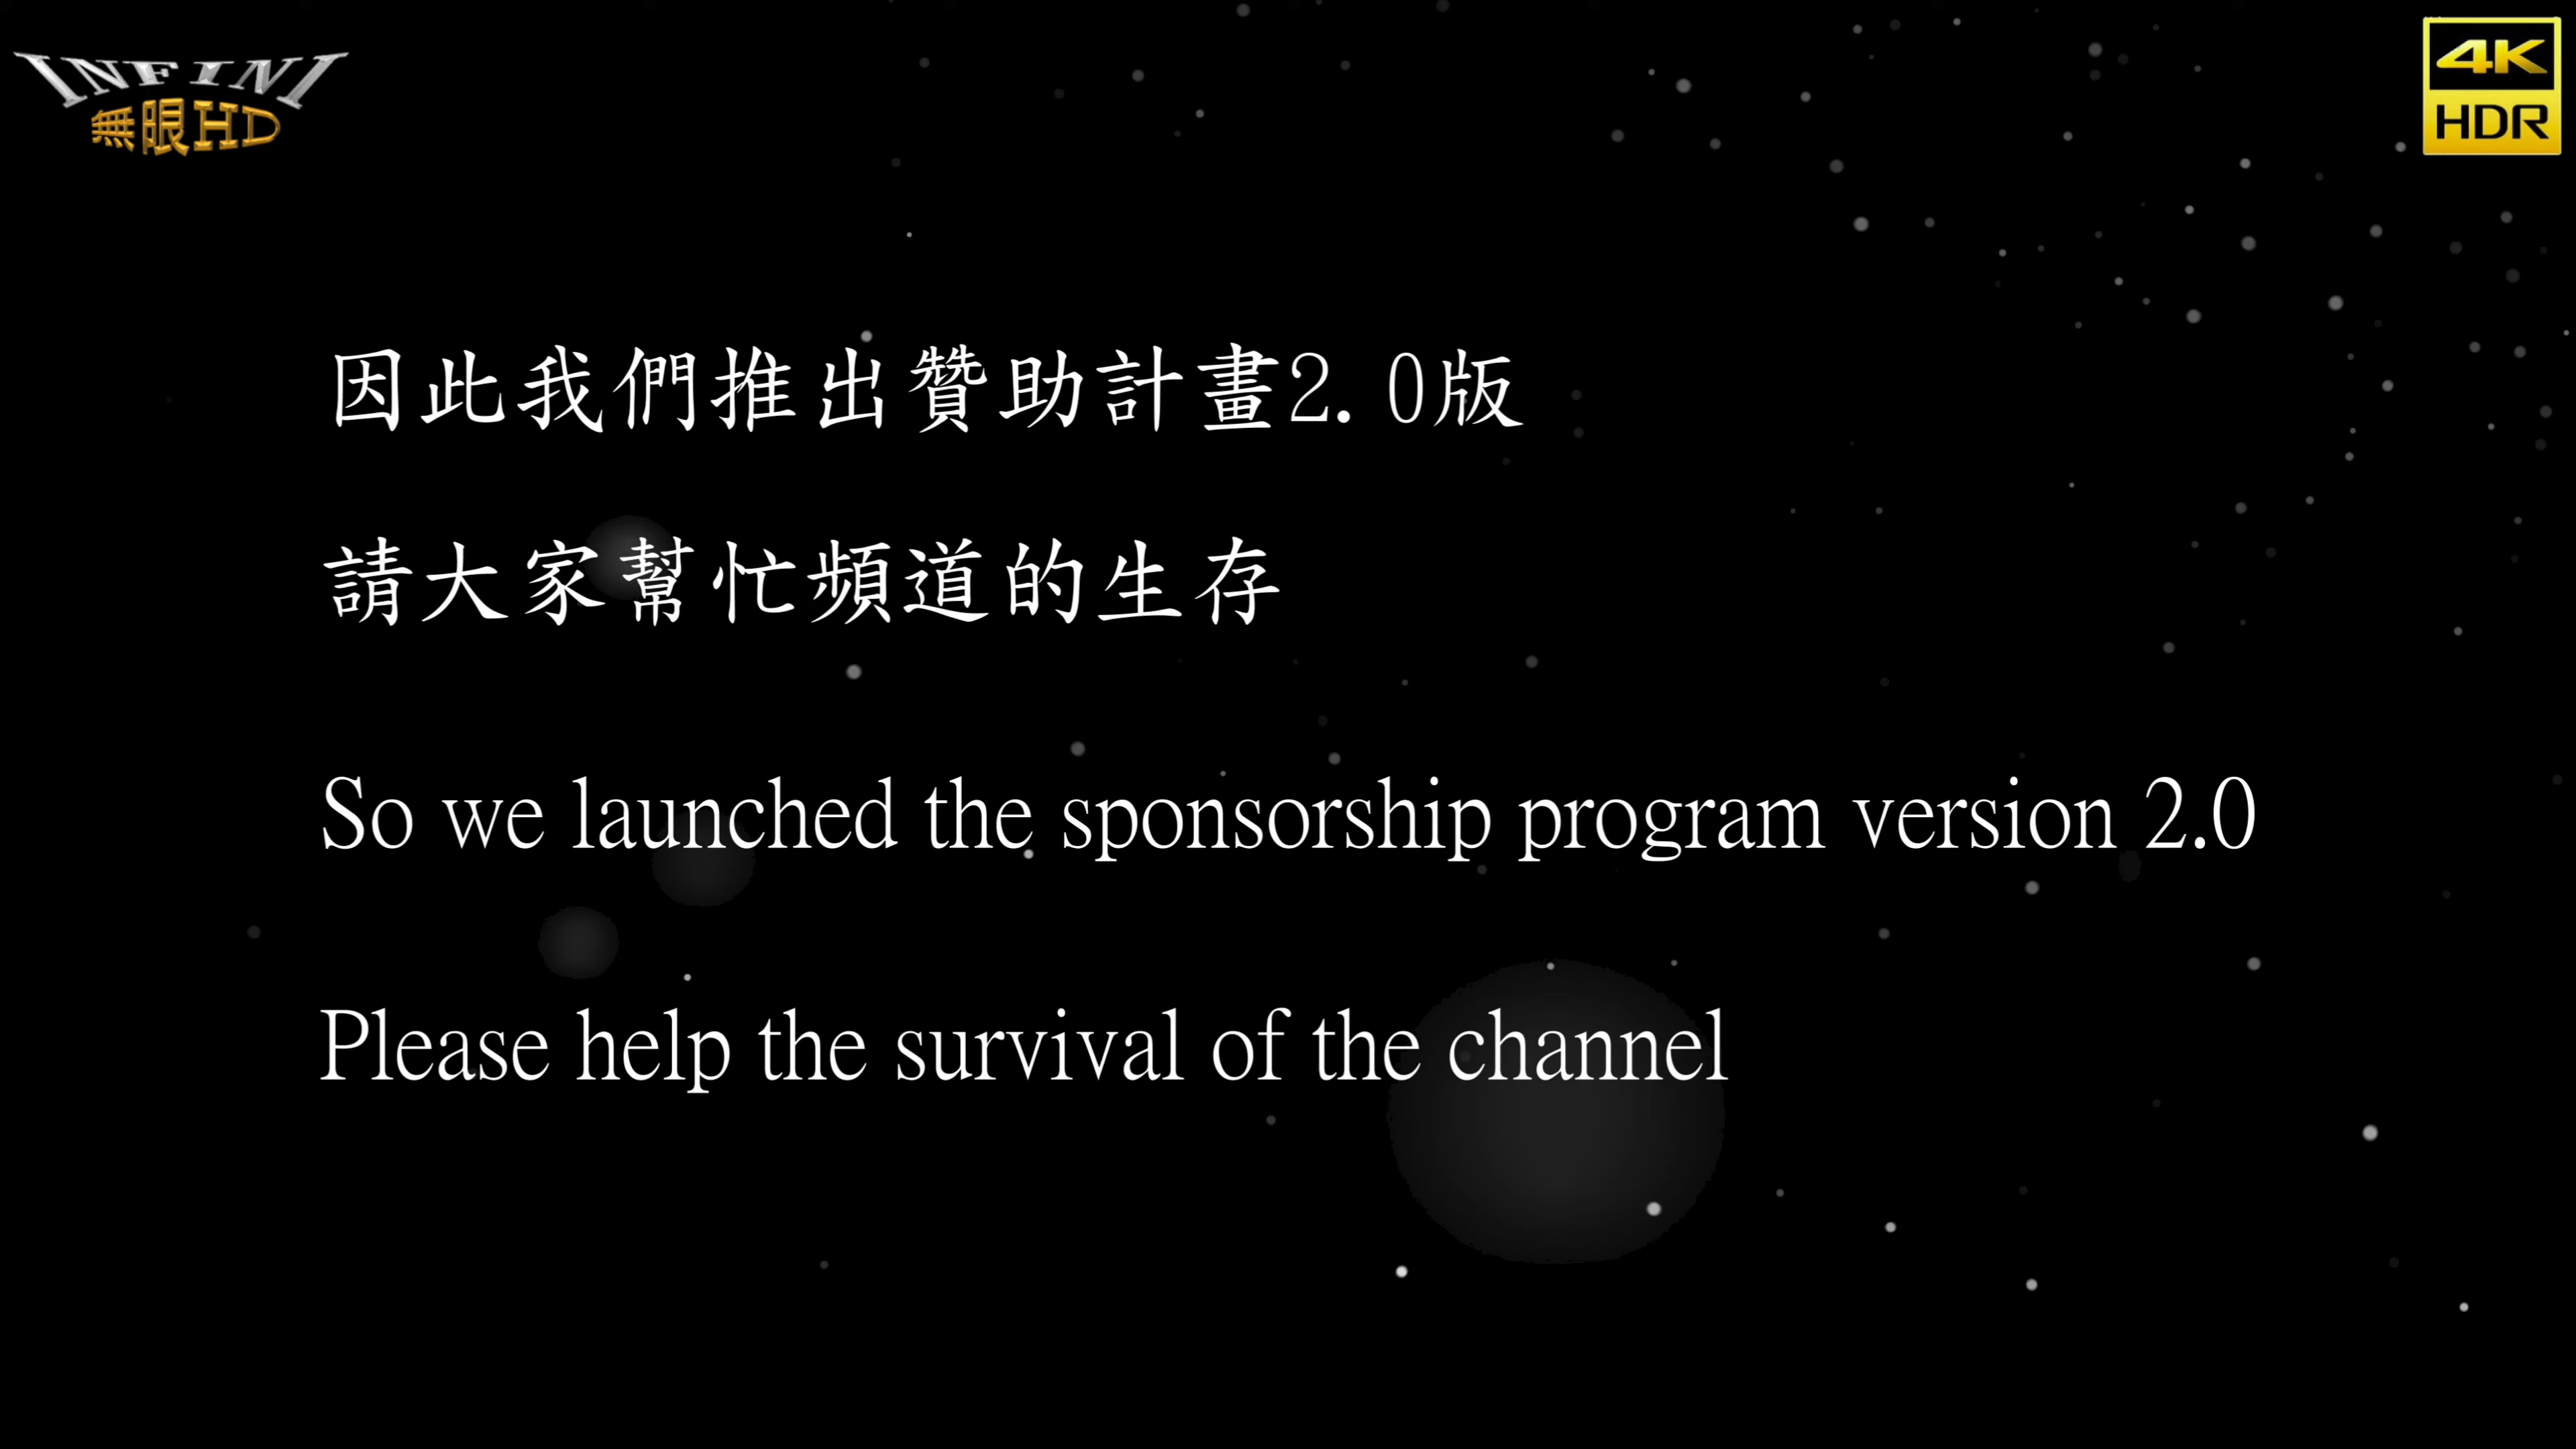 INFINI
無限HD
4K
HDR
因此我們推出贊助計畫2.0版
請大家幫忙頻道的生存
So we launched the sponsorship program version 2.0
Please help the survival of the channel